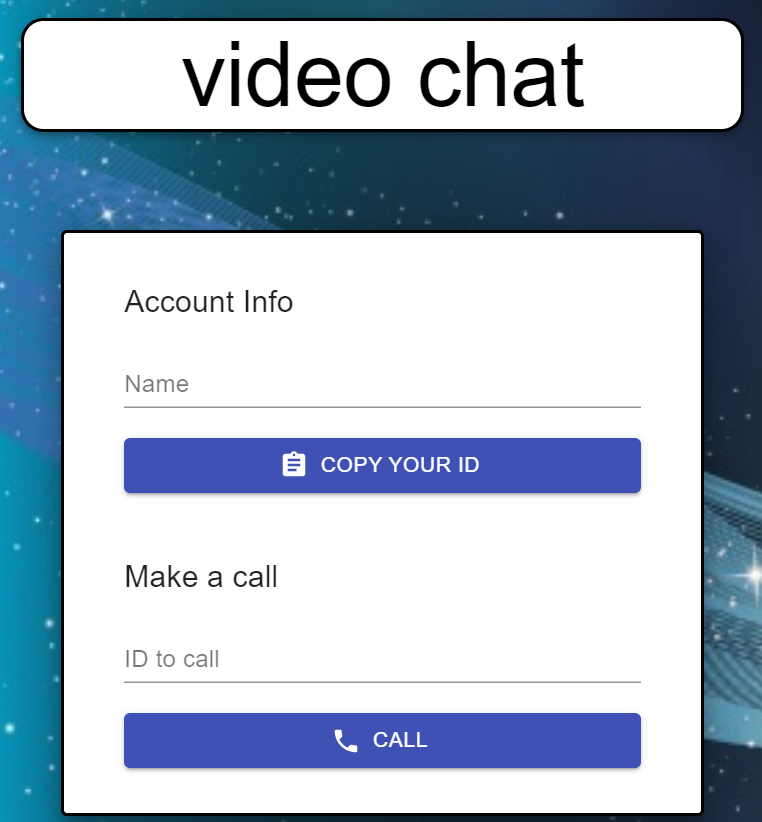 video chat
Account Info
Name
COPY YOUR ID
Make a call
ID to call
CALL